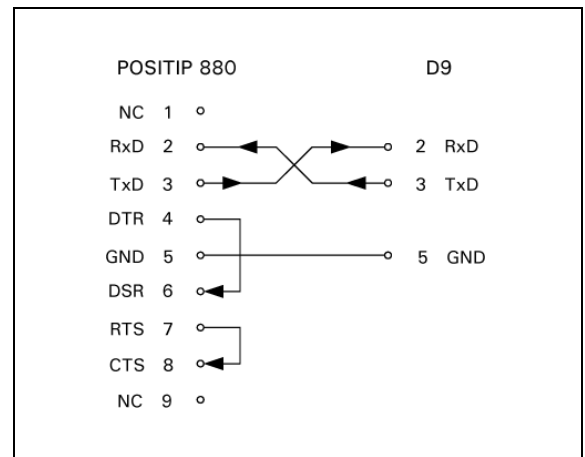 POSITIP 880 D9
NC 1
RxD 2 2 RxD
TxD 3 3 TxD
DTR 4
GND 5 5 GND
DSR 6
RTS 7
CTS 8
NC 9